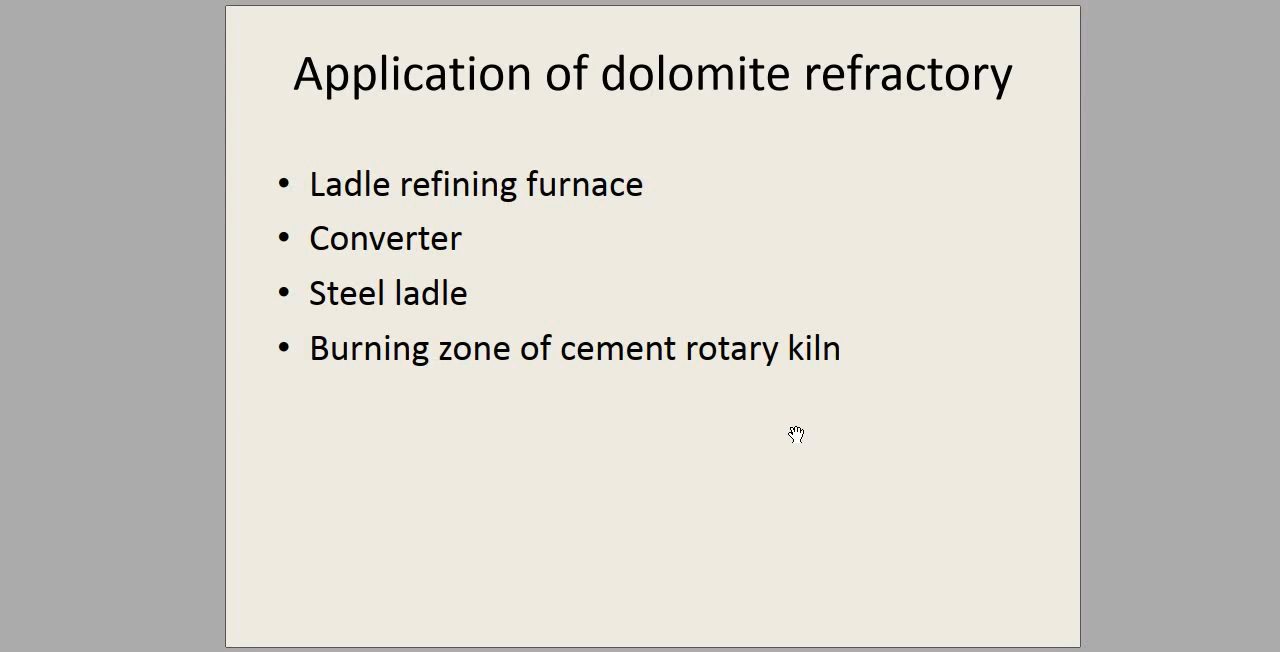 Application of dolomite refractory
• Ladle refining furnace
• Converter
• Steel ladle
• Burning zone of cement rotary kiln